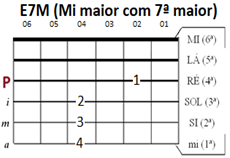 E7M (Mi maior com 7ª maior)
06 05 04 03 02 01
MI (6ª)
LÁ (5ª)
P 1 RÉ (4ª)
i 2 SOL (3ª)
m 3 SI (2ª)
a 4 mi (1ª)